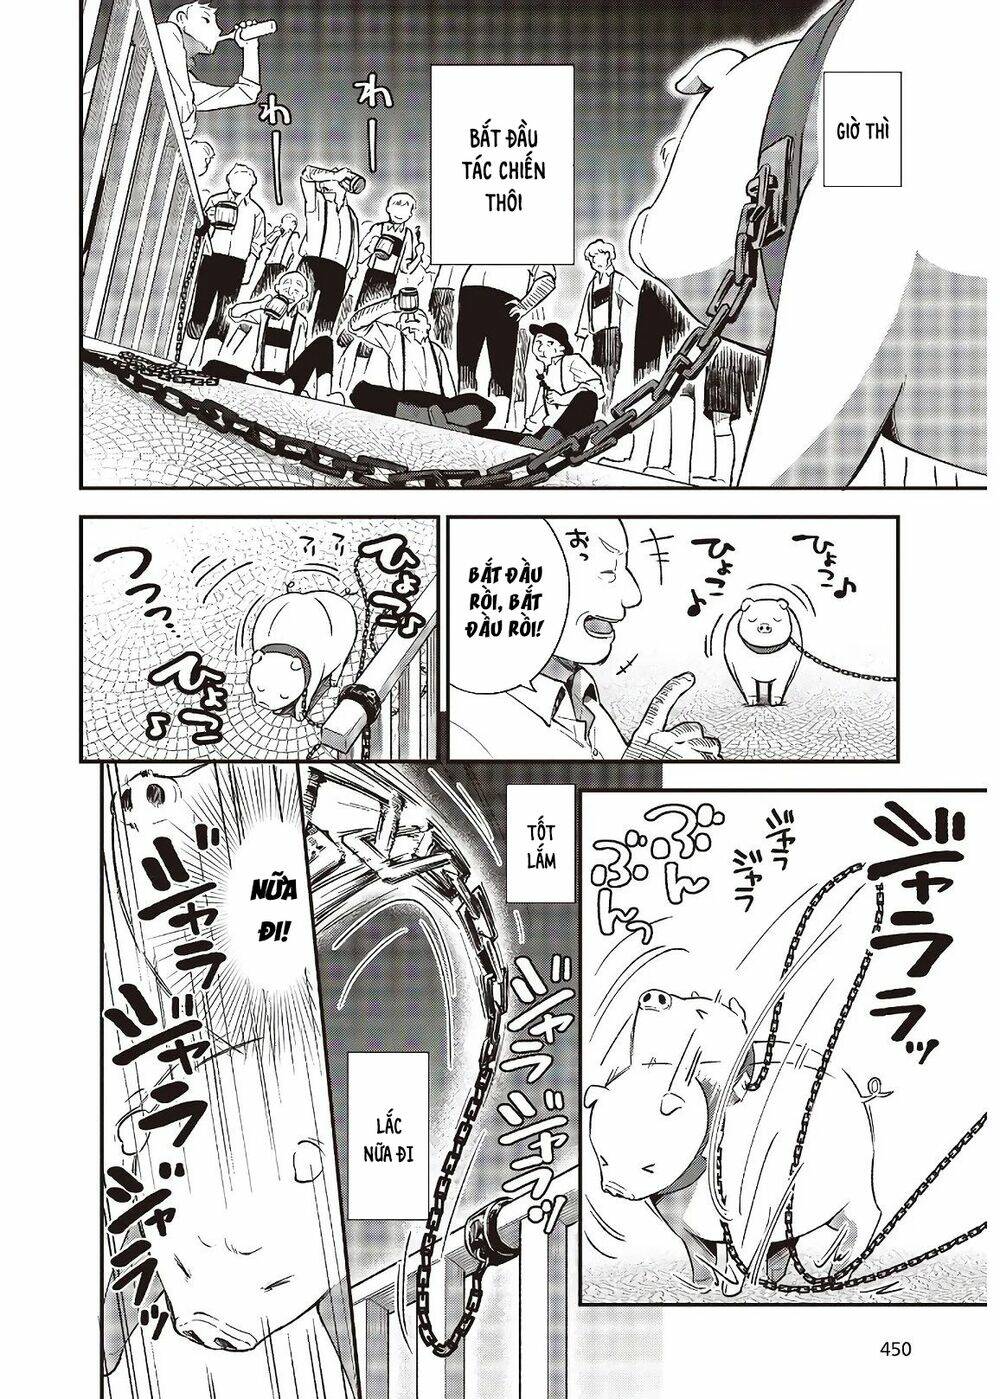 GIỜ THÌ
BẮT ĐẦU
TÁC CHIẾN
THÔI
わ
わ
BẮT ĐẦU
RỒI, BẮT
ĐẦU RỒI!
おっ
ひょこ♪
ひょこ♪
ひょこ
ひょこ♪
つつっ…
ぶんっ
ぶんっ
ジャラ
ジャラ
ジャラッ
TỐT
LẮM
ジャラッ
ジャラッ
LẮC
NỮA ĐI
NỮA
ĐI!
ジャラ
ジャラ
ジャラ
450